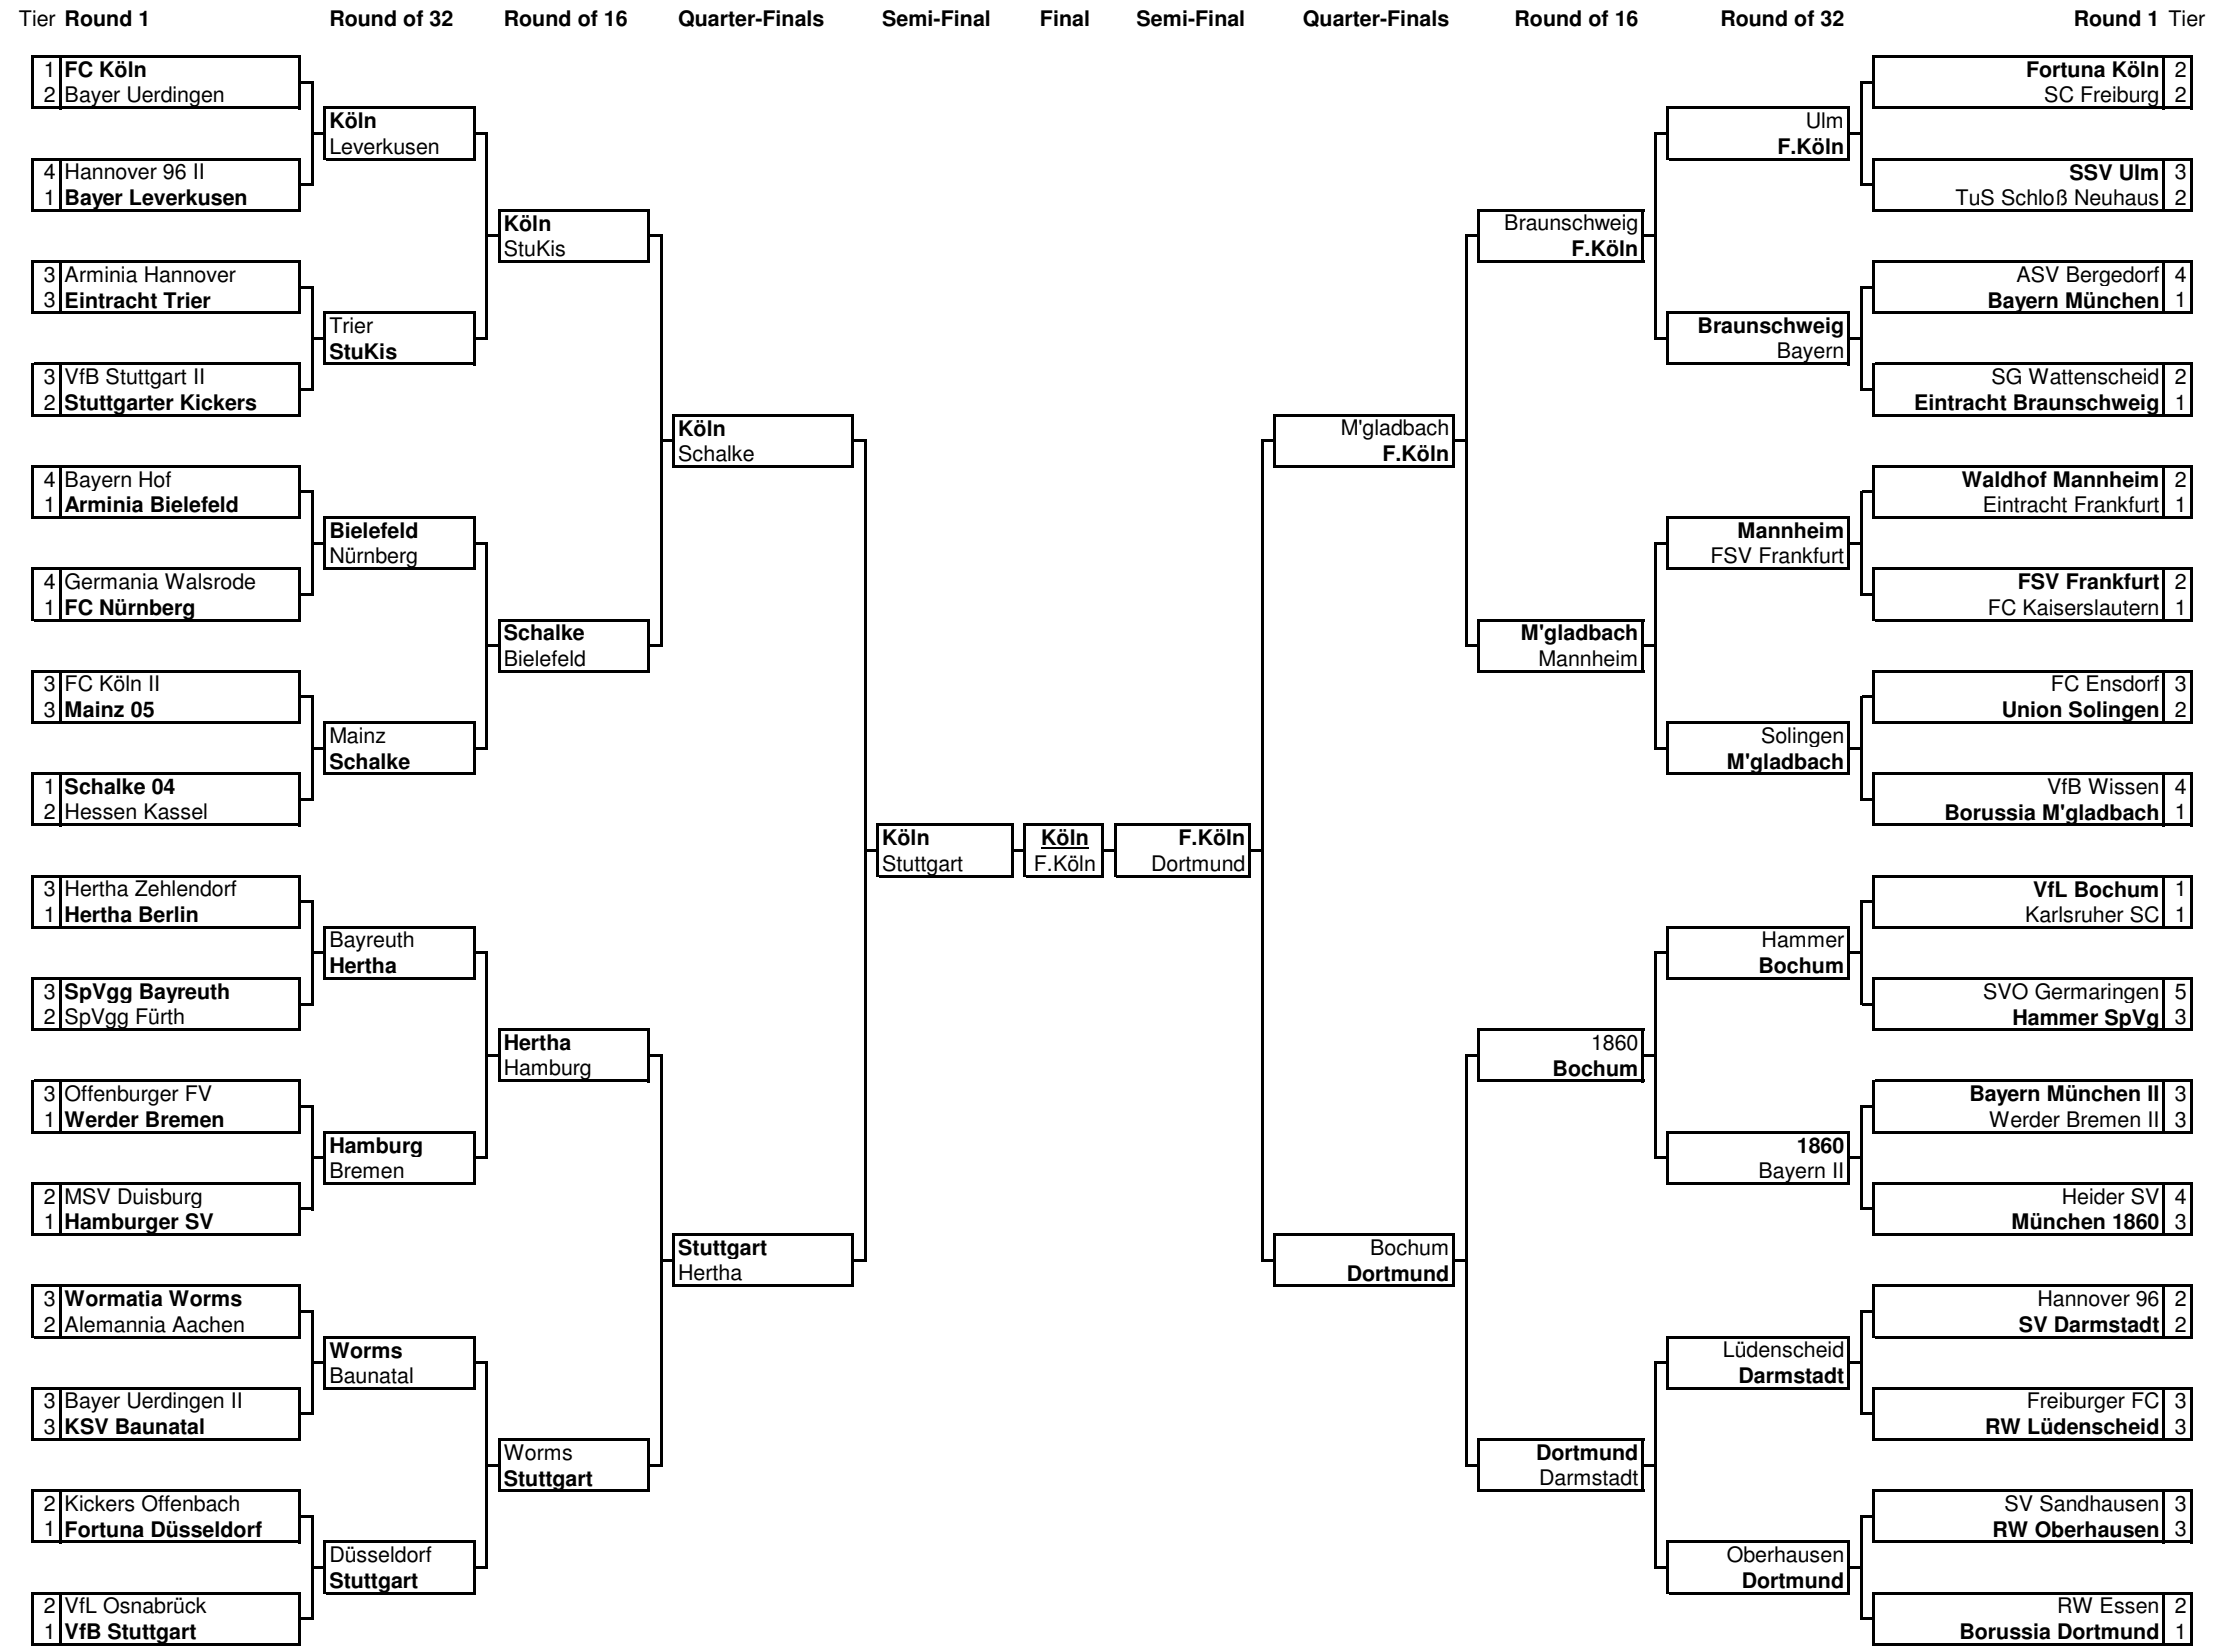 Tier Round 1 Round of 32 Round of 16 Quarter-Finals Semi-Final Final Semi-Final Quarter-Finals Round of 16 Round of 32 Round 1 Tier
1 FC Köln
2 Bayer Uerdingen
4 Hannover 96 II
1 Bayer Leverkusen
3 Arminia Hannover
3 Eintracht Trier
3 VfB Stuttgart II
2 Stuttgarter Kickers
4 Bayern Hof
1 Arminia Bielefeld
4 Germania Walsrode
1 FC Nürnberg
3 FC Köln II
3 Mainz 05
1 Schalke 04
2 Hessen Kassel
3 Hertha Zehlendorf
1 Hertha Berlin
3 SpVgg Bayreuth
2 SpVgg Fürth
3 Offenburger FV
1 Werder Bremen
2 MSV Duisburg
1 Hamburger SV
3 Wormatia Worms
2 Alemannia Aachen
3 Bayer Uerdingen II
3 KSV Baunatal
2 Kickers Offenbach
1 Fortuna Düsseldorf
2 VfL Osnabrück
1 VfB Stuttgart
Köln
Leverkusen
Trier
StuKis
Bielefeld
Nürnberg
Mainz
Schalke
Bayreuth
Hertha
Hamburg
Bremen
Worms
Baunatal
Düsseldorf
Stuttgart
Köln
StuKis
Schalke
Bielefeld
Hertha
Hamburg
Worms
Stuttgart
Köln
Schalke
Stuttgart
Hertha
Köln
Stuttgart
Köln
F.Köln
F.Köln
Dortmund
M'gladbach
F.Köln
Bochum
Dortmund
Braunschweig
F.Köln
M'gladbach
Mannheim
1860
Bochum
Dortmund
Darmstadt
Ulm
F.Köln
Braunschweig
Bayern
Mannheim
FSV Frankfurt
Solingen
M'gladbach
Hammer
Bochum
1860
Bayern II
Lüdenscheid
Darmstadt
Oberhausen
Dortmund
Fortuna Köln 2
SC Freiburg 2
SSV Ulm 3
TuS Schloß Neuhaus 2
ASV Bergedorf 4
Bayern München 1
SG Wattenscheid 2
Eintracht Braunschweig 1
Waldhof Mannheim 2
Eintracht Frankfurt 1
FSV Frankfurt 2
FC Kaiserslautern 1
FC Ensdorf 3
Union Solingen 2
VfB Wissen 4
Borussia M'gladbach 1
VfL Bochum 1
Karlsruher SC 1
SVO Germaringen 5
Hammer SpVg 3
Bayern München II 3
Werder Bremen II 3
Heider SV 4
München 1860 3
Hannover 96 2
SV Darmstadt 2
Freiburger FC 3
RW Lüdenscheid 3
SV Sandhausen 3
RW Oberhausen 3
RW Essen 2
Borussia Dortmund 1